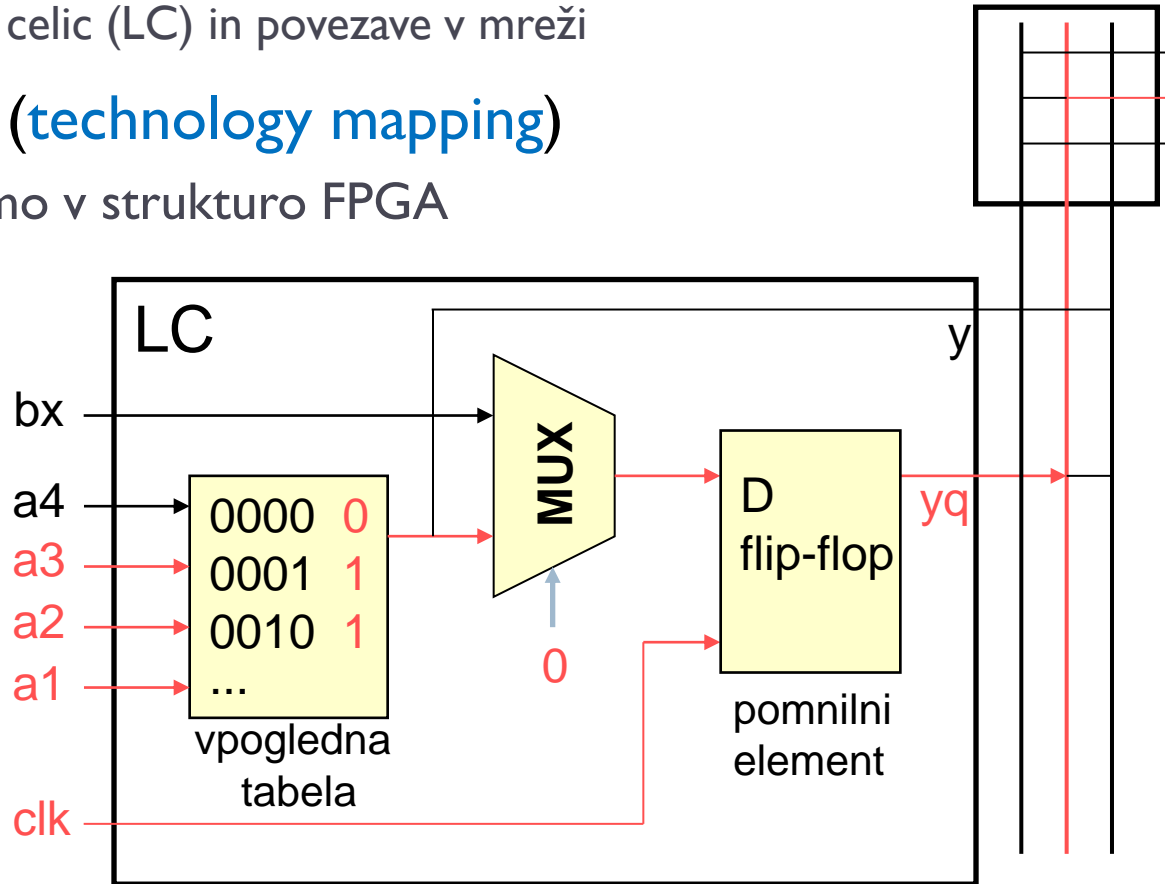 celic (LC) in povezave v mreži
(technology mapping)
mo v strukturo FPGA
LC
y
bx
MUX
a4
0000 0
D
yq
a3
0001 1
flip-flop
a2
0010 1
0
a1
...
pomnilni
element
vpogledna
tabela
clk